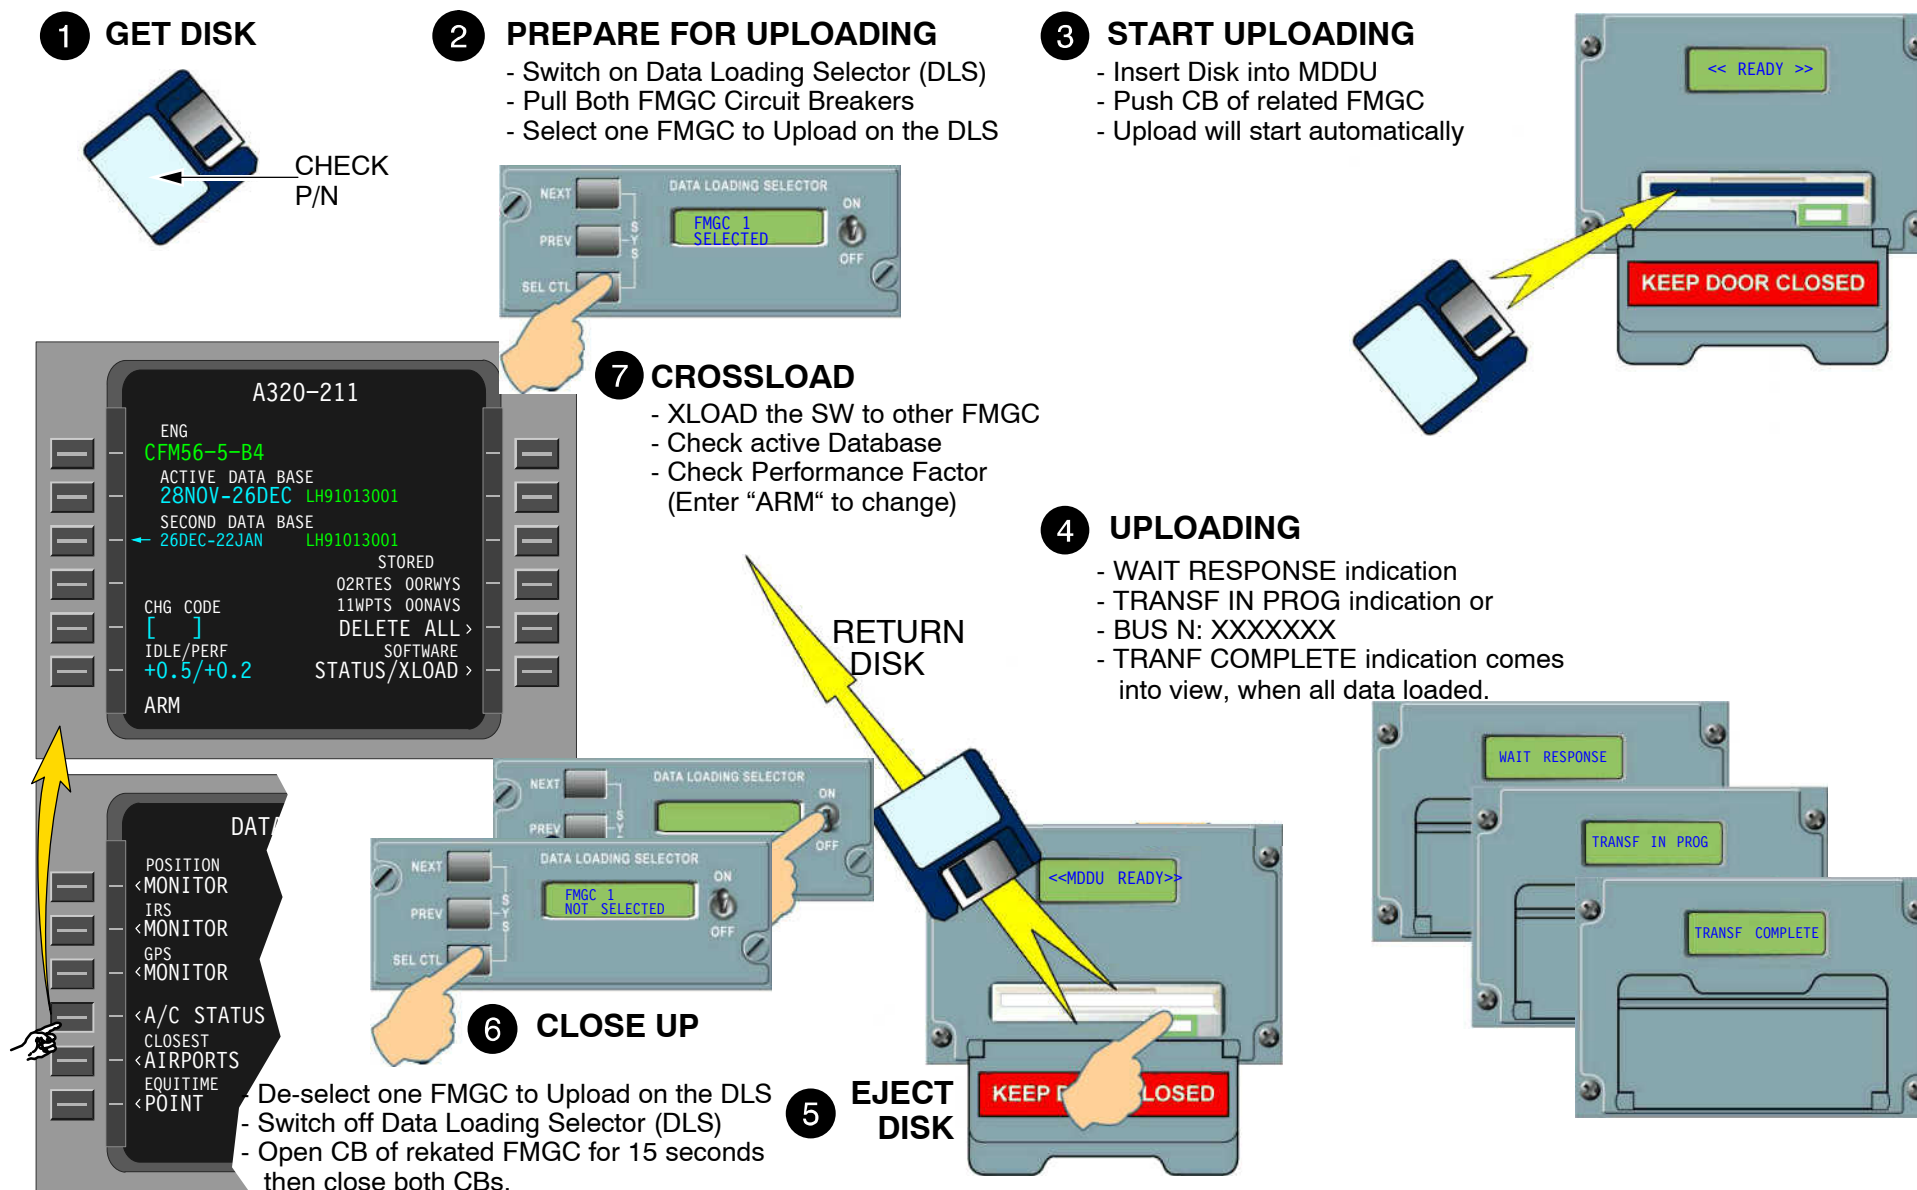 1 GET DISK
CHECK
P/N
2 PREPARE FOR UPLOADING
- Switch on Data Loading Selector (DLS)
- Pull Both FMGC Circuit Breakers
- Select one FMGC to Upload on the DLS
NEXT
PREV
SEL CTL
SYS
DATA LOADING SELECTOR
FMGC 1
SELECTED
ON
OFF
3 START UPLOADING
- Insert Disk into MDDU
- Push CB of related FMGC
- Upload will start automatically
<< READY >>
KEEP DOOR CLOSED
7 CROSSLOAD
- XLOAD the SW to other FMGC
- Check active Database
- Check Performance Factor
(Enter “ARM“ to change)
A320-211
ENG
CFM56-5-B4
ACTIVE DATA BASE
28NOV-26DEC LH91013001
SECOND DATA BASE
← 26DEC-22JAN LH91013001
STORED
02RTES 00RWYS
11WPTS 00NAVS
CHG CODE
[ ] DELETE ALL>
IDLE/PERF SOFTWARE
+0.5/+0.2 STATUS/XLOAD>
ARM
4 UPLOADING
- WAIT RESPONSE indication
- TRANSF IN PROG indication or
- BUS N: XXXXXXX
- TRANF COMPLETE indication comes
into view, when all data loaded.
WAIT RESPONSE
TRANSF IN PROG
TRANSF COMPLETE
RETURN
DISK
<<MDDU READY>>
KEEP D LOSED
5 EJECT
DISK
NEXT
PREV
SY
DATA LOADING SELECTOR
ON
OFF
NEXT
PREV
SEL CTL
SYS
DATA LOADING SELECTOR
FMGC 1
NOT SELECTED
ON
OFF
6 CLOSE UP
- De-select one FMGC to Upload on the DLS
- Switch off Data Loading Selector (DLS)
- Open CB of rekated FMGC for 15 seconds
then close both CBs.
DATA
POSITION
<MONITOR
IRS
<MONITOR
GPS
<MONITOR
<A/C STATUS
CLOSEST
<AIRPORTS
EQUITIME
<POINT